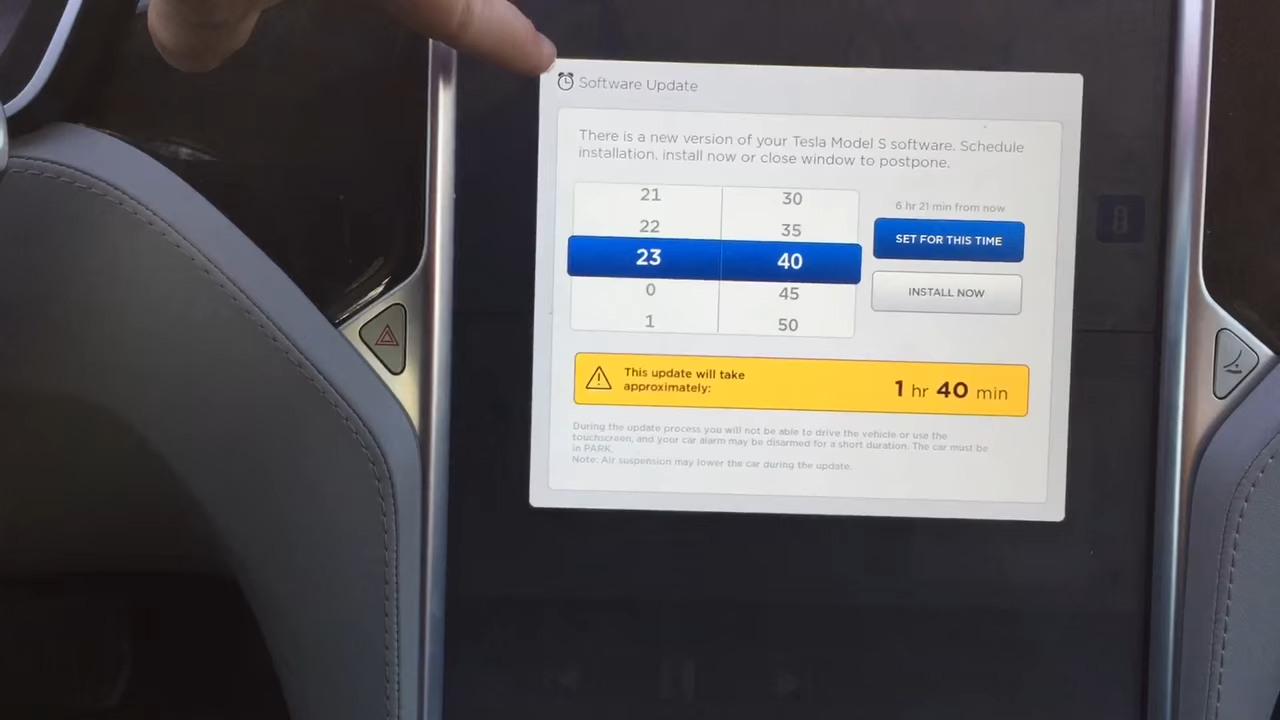 Software Update
There is a new version of your Tesla Model S software. Schedule
installation, install now or close window to postpone.
21 30
22 35
23 40
0 45
1 50
6 hr 21 min from now
SET FOR THIS TIME
INSTALL NOW
This update will take
approximately:
1 hr 40 min
During the update process you will not be able to drive the vehicle or use the
touchscreen, and your car alarm may be disarmed for a short duration. The car must be
in PARK.
Note: Air suspension may lower the car during the update.
8